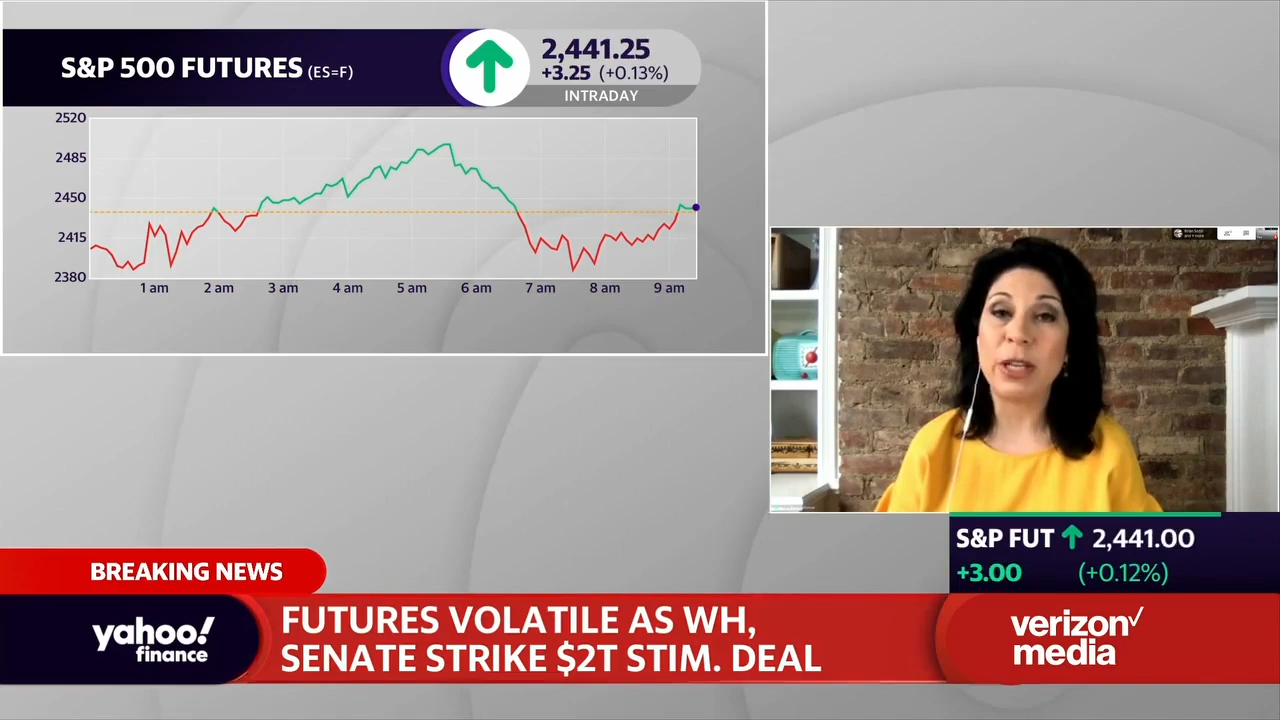 S&P 500 FUTURES (ES=F)
2,441.25
+3.25 (+0.13%)
INTRADAY
2520
2485
2450
2415
2380
1 am 2 am 3 am 4 am 5 am 6 am 7 am 8 am 9 am
S&P FUT 2,441.00
+3.00 (+0.12%)
BREAKING NEWS
yahoo!
finance
FUTURES VOLATILE AS WH,
SENATE STRIKE $2T STIM. DEAL
verizon
media